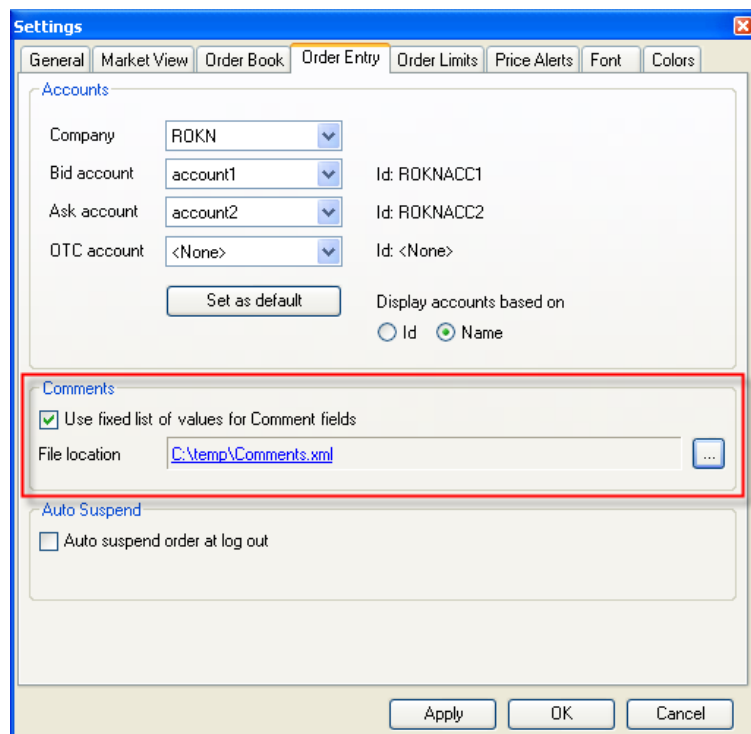 Settings
General Market View Order Book Order Entry Order Limits Price Alerts Font Colors
Accounts
Company ROKN
Bid account account1 Id: ROKNACC1
Ask account account2 Id: ROKNACC2
OTC account <None> Id: <None>
Set as default Display accounts based on
Id Name
Comments
Use fixed list of values for Comment fields
File location C:\temp\Comments.xml ...
Auto Suspend
Auto suspend order at log out
Apply OK Cancel